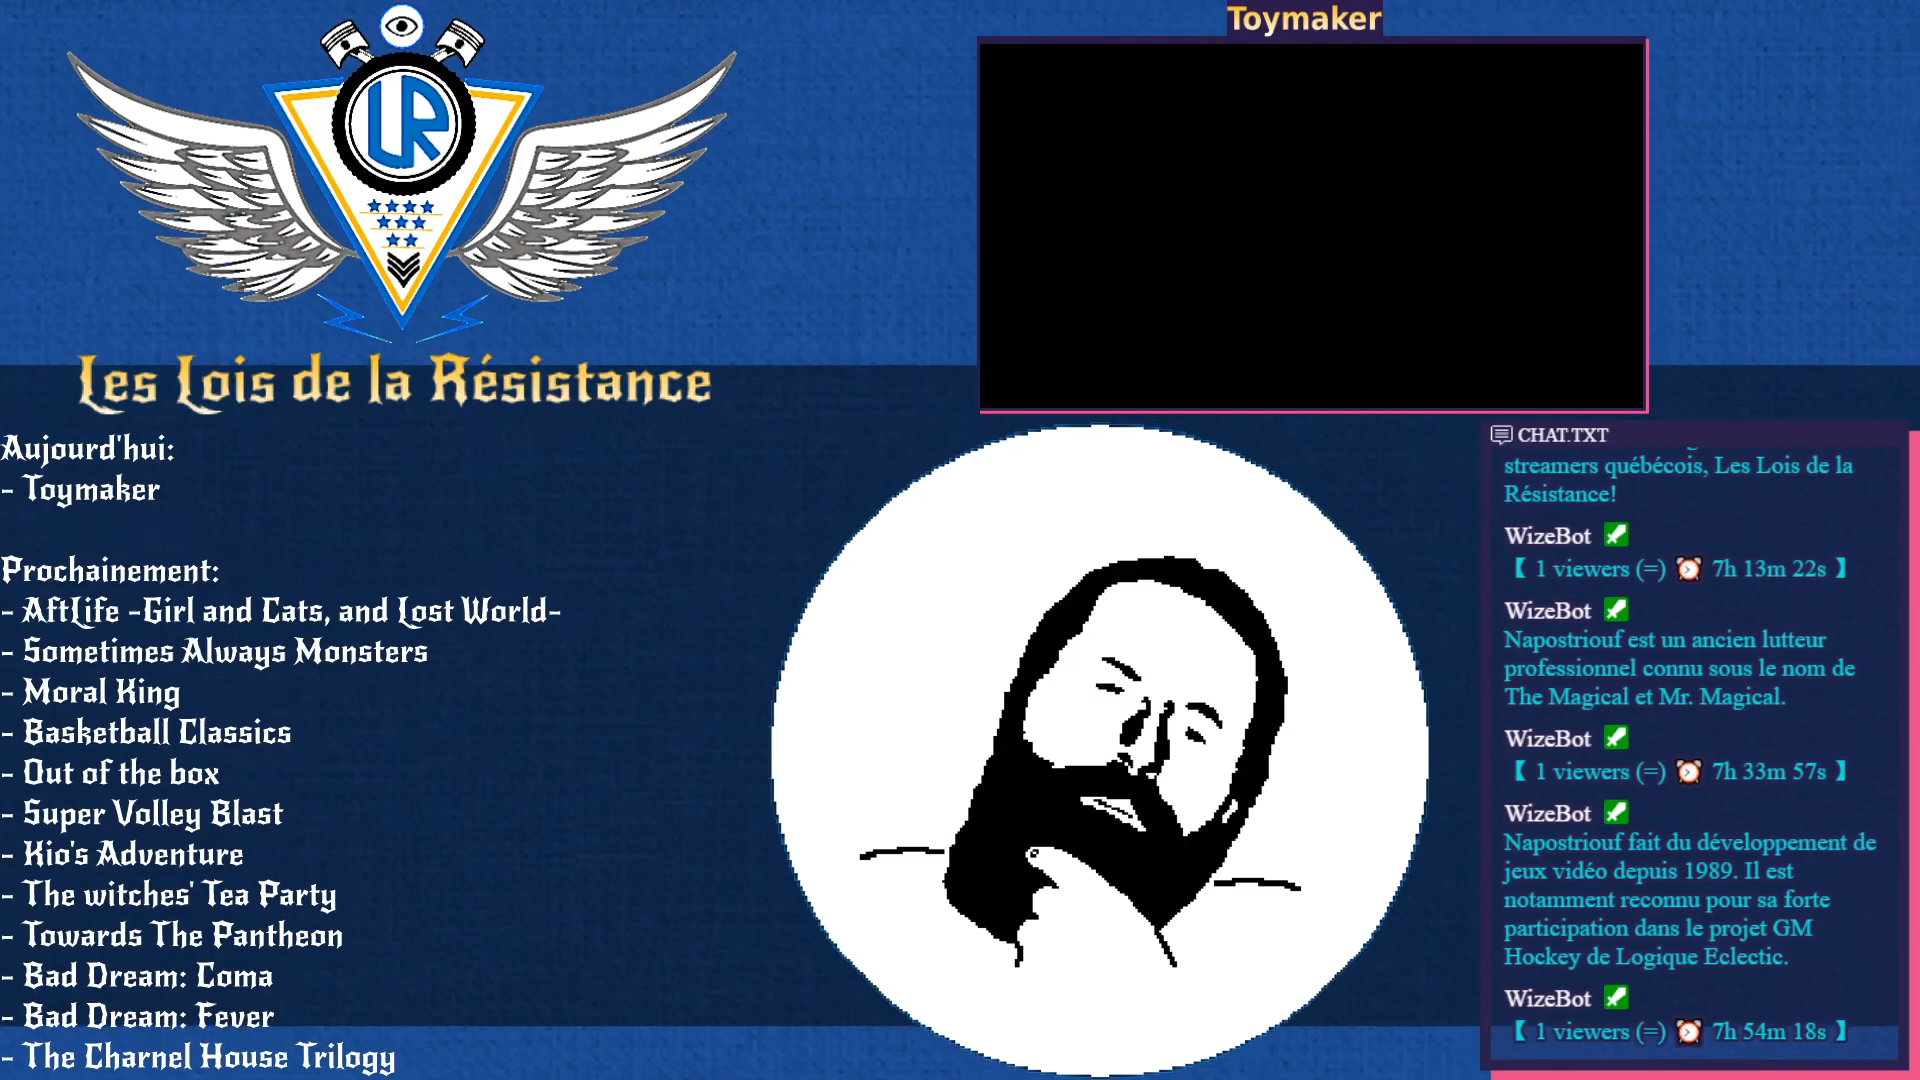 LR
Les Lois de la Résistance
Aujourd'hui:
- Toymaker
Prochainement:
- AftLife -Girl and Cats, and Lost World-
- Sometimes Always Monsters
- Moral King
- Basketball Classics
- Out of the box
- Super Volley Blast
- Kio's Adventure
- The witches' Tea Party
- Towards The Pantheon
- Bad Dream: Coma
- Bad Dream: Fever
- The Charnel House Trilogy
Toymaker
CHAT.TXT
streamers québécois, Les Lois de la
Résistance!
WizeBot
【 1 viewers (=) ⏰ 7h 13m 22s 】
WizeBot
Napostriouf est un ancien lutteur
professionnel connu sous le nom de
The Magical et Mr. Magical.
WizeBot
【 1 viewers (=) ⏰ 7h 33m 57s 】
WizeBot
Napostriouf fait du développement de
jeux vidéo depuis 1989. Il est
notamment reconnu pour sa forte
participation dans le projet GM
Hockey de Logique Eclectic.
WizeBot
【 1 viewers (=) ⏰ 7h 54m 18s 】